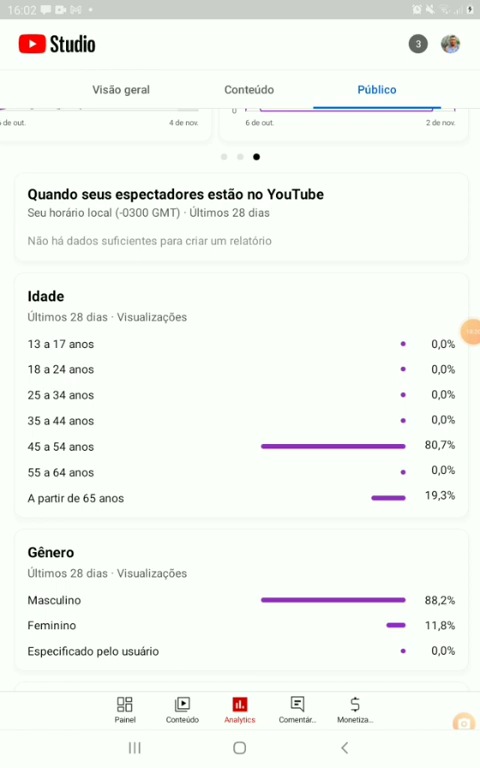 16:02
Studio
3
Visão geral
Conteúdo
Público
de out.
4 de nov.
0
6 de out.
2 de nov.
Quando seus espectadores estão no YouTube
Seu horário local (-0300 GMT) · Últimos 28 dias
Não há dados suficientes para criar um relatório
Idade
Últimos 28 dias · Visualizações
13 a 17 anos 0,0%
18 a 24 anos 0,0%
25 a 34 anos 0,0%
35 a 44 anos 0,0%
45 a 54 anos 80,7%
55 a 64 anos 0,0%
A partir de 65 anos 19,3%
Gênero
Últimos 28 dias · Visualizações
Masculino 88,2%
Feminino 11,8%
Especificado pelo usuário 0,0%
Painel
Conteúdo
Analytics
Comentár...
Monetiza...